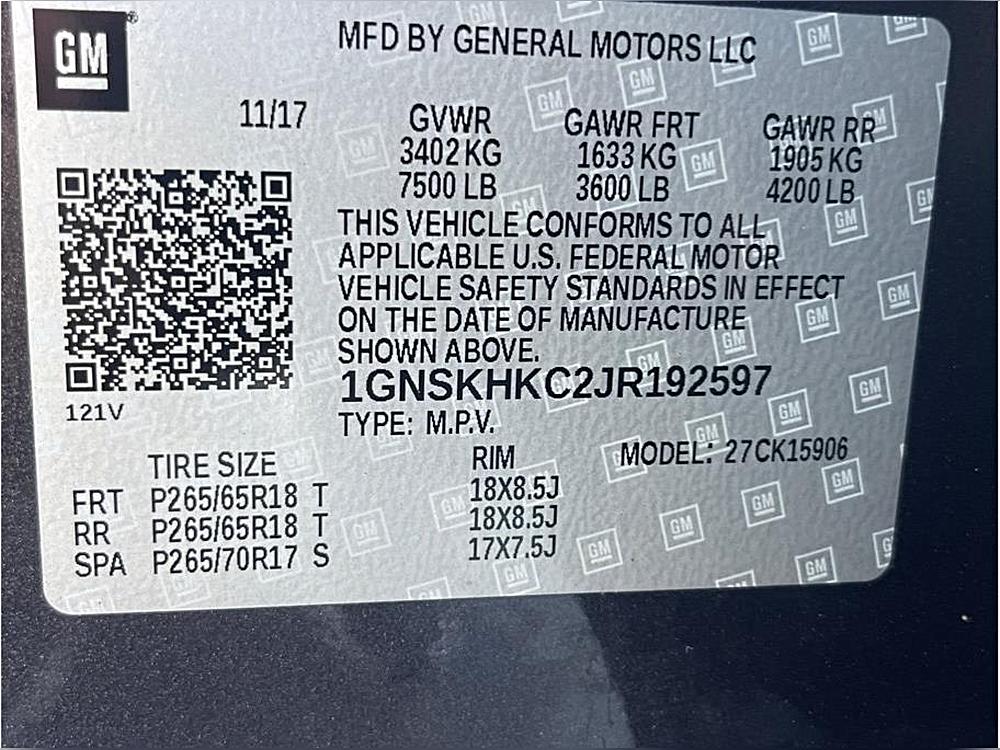 GM
MFD BY GENERAL MOTORS LLC
11/17 GVWR GAWR FRT GAWR RR
3402 KG 1633 KG 1905 KG
7500 LB 3600 LB 4200 LB
THIS VEHICLE CONFORMS TO ALL
APPLICABLE U.S. FEDERAL MOTOR
VEHICLE SAFETY STANDARDS IN EFFECT
ON THE DATE OF MANUFACTURE
SHOWN ABOVE.
1GNSKHKC2JR192597
121V
TYPE: M.P.V.
TIRE SIZE RIM MODEL: 27CK15906
FRT P265/65R18 T 18X8.5J
RR P265/65R18 T 18X8.5J
SPA P265/70R17 S 17X7.5J